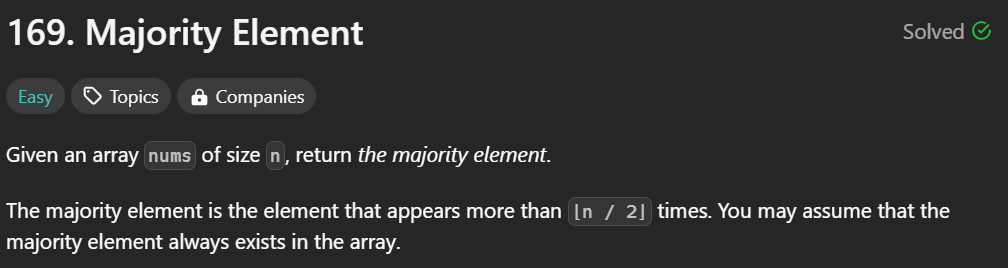 169. Majority Element
Solved
Easy Topics Companies
Given an array nums of size n, return the majority element.
The majority element is the element that appears more than ⌊n / 2⌋ times. You may assume that the
majority element always exists in the array.